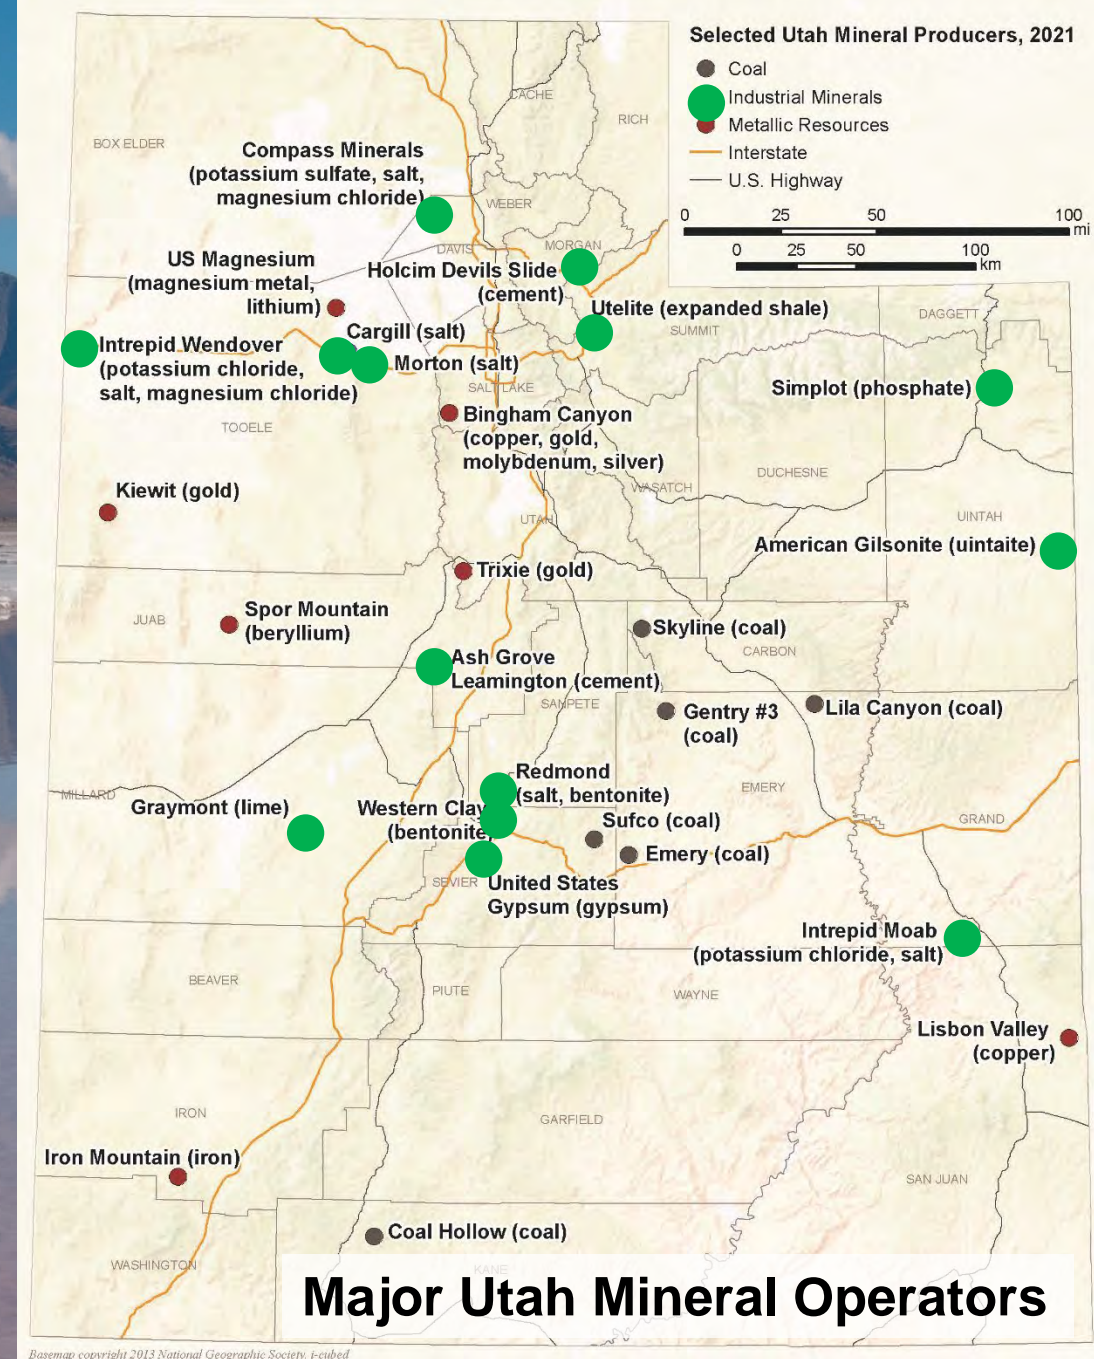 Selected Utah Mineral Producers, 2021
Coal
Industrial Minerals
Metallic Resources
Interstate
U.S. Highway
0 25 50 100
mi
0 25 50 100
km
CACHE
RICH
BOX ELDER
Compass Minerals
(potassium sulfate, salt,
magnesium chloride)
WEBER
DAVIS
MORGAN
US Magnesium
(magnesium metal,
lithium)
Holcim Devils Slide
(cement)
Utelite (expanded shale)
SUMMIT
DAGGETT
Cargill (salt)
Intrepid Wendover
(potassium chloride,
salt, magnesium chloride)
Morton (salt)
SALT LAKE
Simplot (phosphate)
TOOELE
Bingham Canyon
(copper, gold,
molybdenum, silver)
DUCHESNE
WASATCH
Kiewit (gold)
UTAH
UINTAH
American Gilsonite (uintaite)
Trixie (gold)
JUAB
Spor Mountain
(beryllium)
Skyline (coal)
CARBON
Ash Grove
Leamington (cement)
SANPETE
Gentry #3
(coal)
Lila Canyon (coal)
Redmond
(salt, bentonite)
EMERY
MILLARD
Graymont (lime)
Western Clay
(bentonite)
Sufco (coal)
GRAND
Emery (coal)
SEVIER
United States
Gypsum (gypsum)
Intrepid Moab
(potassium chloride, salt)
BEAVER
PIUTE
WAYNE
Lisbon Valley
(copper)
IRON
GARFIELD
Iron Mountain (iron)
SAN JUAN
Coal Hollow (coal)
WASHINGTON
KANE
Major Utah Mineral Operators
Basemap copyright 2013 National Geographic Society, i-cubed